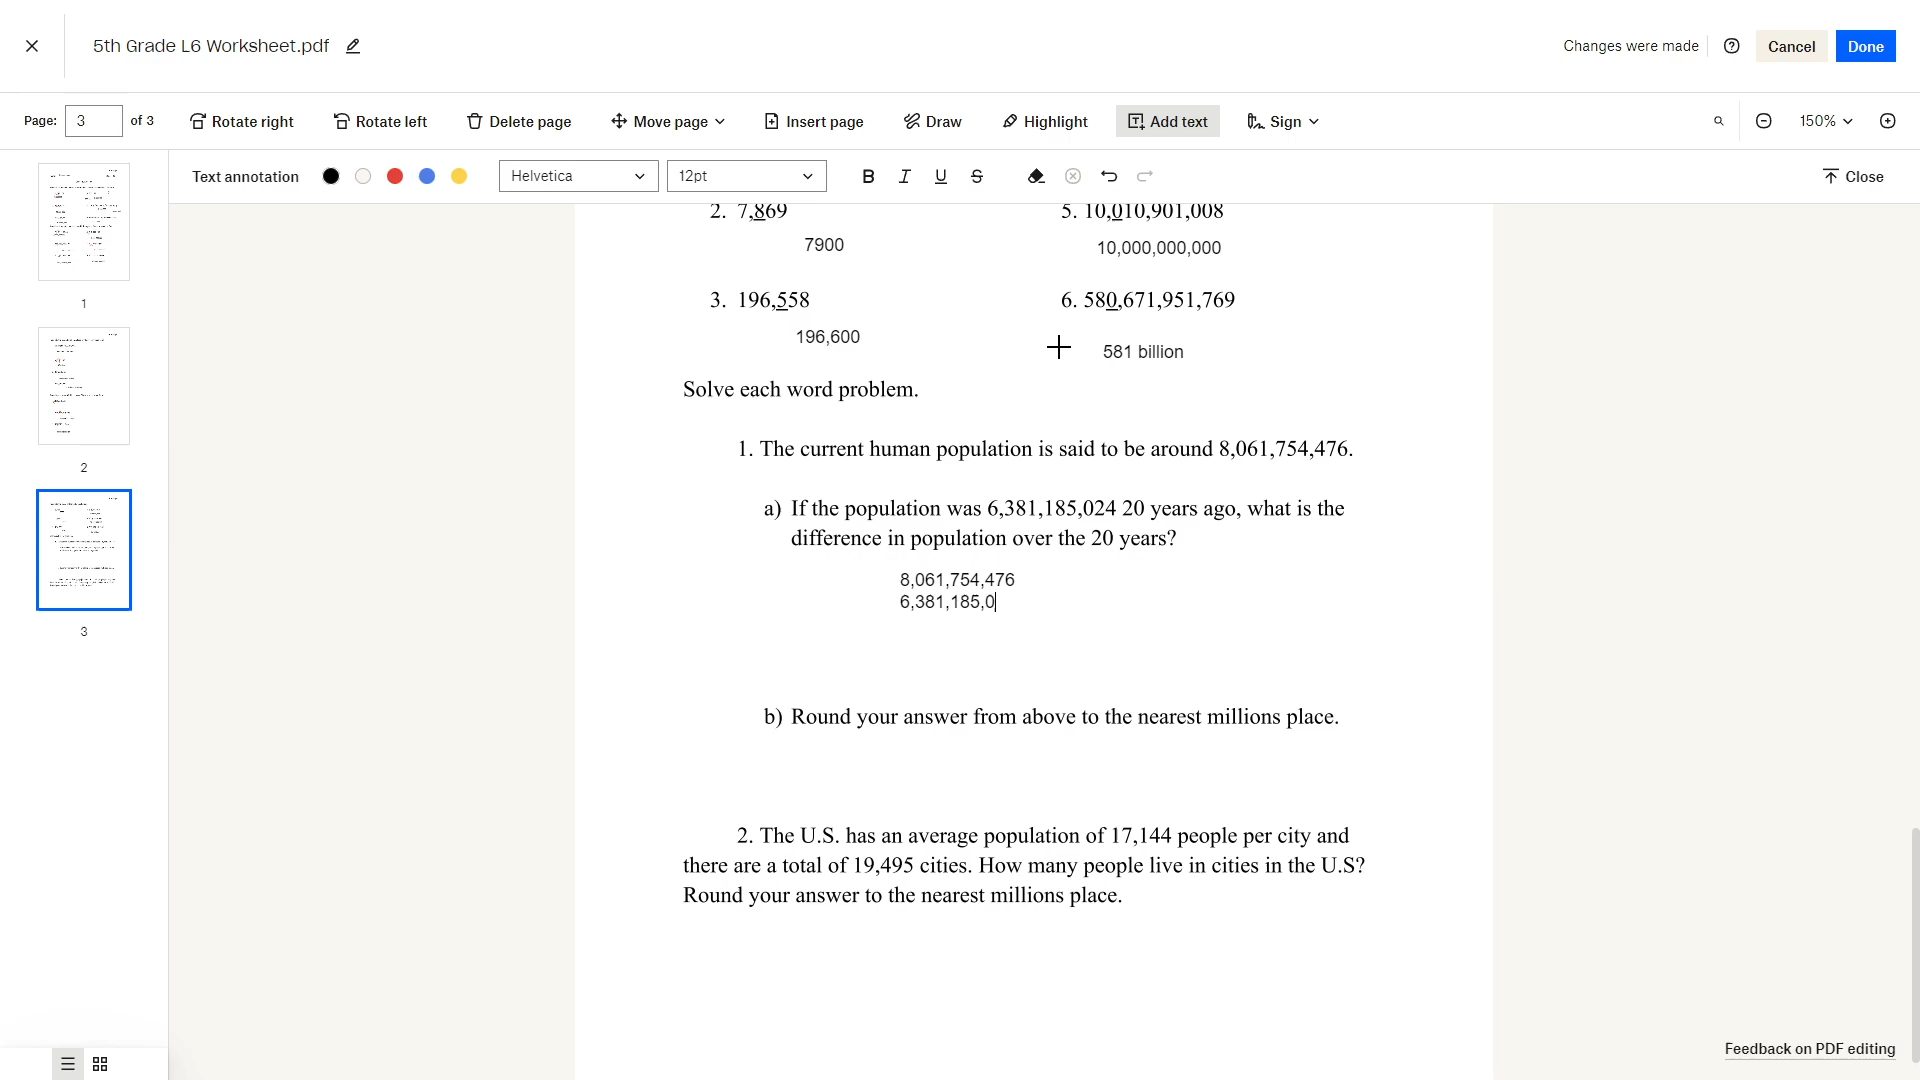 5th Grade L6 Worksheet.pdf
Changes were made
Cancel
Done
Page: 3 of 3
Rotate right
Rotate left
Delete page
Move page
Insert page
Draw
Highlight
Add text
Sign
150%
Text annotation
Helvetica
12pt
B I U S
Close
1
2
3
2. 7,869
5. 10,010,901,008
7900
10,000,000,000
3. 196,558
6. 580,671,951,769
196,600
581 billion
Solve each word problem.
1. The current human population is said to be around 8,061,754,476.
a) If the population was 6,381,185,024 20 years ago, what is the
difference in population over the 20 years?
8,061,754,476
6,381,185,0
b) Round your answer from above to the nearest millions place.
2. The U.S. has an average population of 17,144 people per city and
there are a total of 19,495 cities. How many people live in cities in the U.S?
Round your answer to the nearest millions place.
Feedback on PDF editing